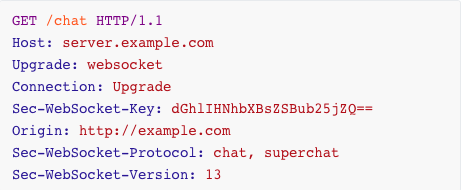 GET /chat HTTP/1.1
Host: server.example.com
Upgrade: websocket
Connection: Upgrade
Sec-WebSocket-Key: dGhlIHNhbXBsZSBub25jZQ==
Origin: http://example.com
Sec-WebSocket-Protocol: chat, superchat
Sec-WebSocket-Version: 13